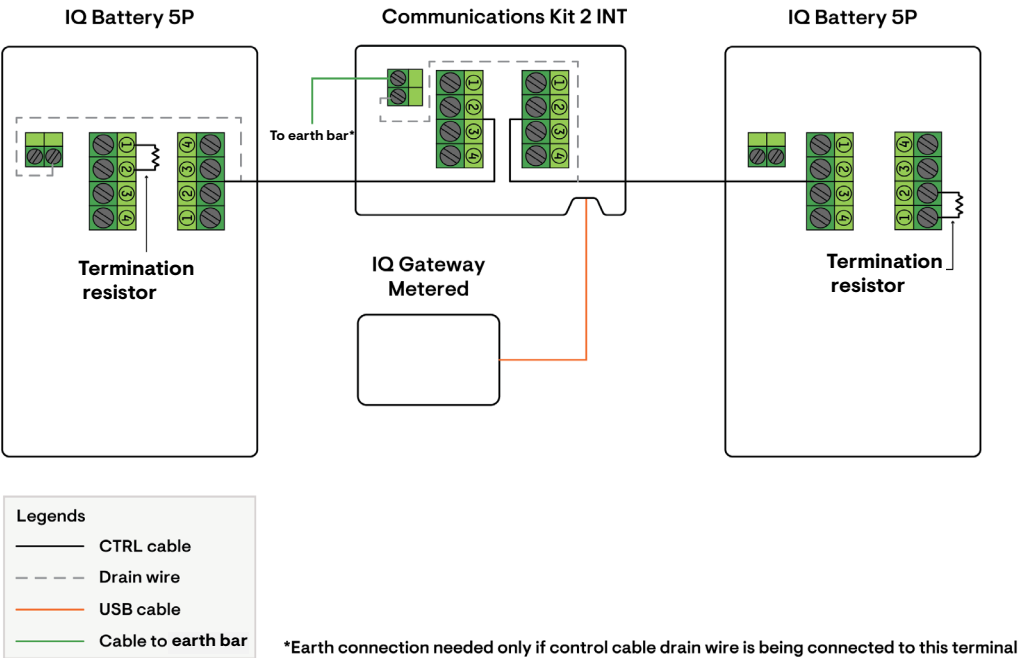 IQ Battery 5P
Communications Kit 2 INT
IQ Battery 5P
To earth bar*
1
2
3
4
4
3
2
1
1
2
3
4
1
2
3
4
1
2
3
4
4
3
2
1
Termination
resistor
IQ Gateway
Metered
Termination
resistor
Legends
CTRL cable
Drain wire
USB cable
Cable to earth bar
*Earth connection needed only if control cable drain wire is being connected to this terminal